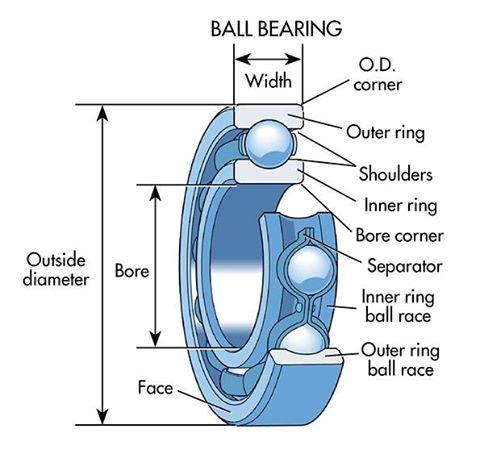 BALL BEARING
Width
O.D.
corner
Outer ring
Shoulders
Inner ring
Bore corner
Separator
Inner ring
ball race
Outer ring
ball race
Outside
diameter
Bore
Face